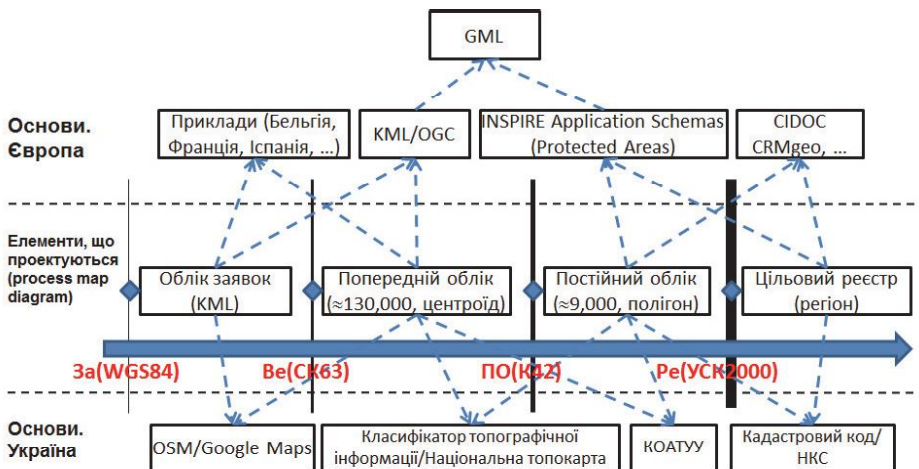 GML
Основи.
Європа
Приклади (Бельгія,
Франція, Іспанія, ...)
KML/OGC
INSPIRE Application Schemas
(Protected Areas)
CIDOC
CRMgeo, ...
Елементи, що
проектуються
(process map
diagram)
Облік заявок
(KML)
Попередній облік
(≈130,000, центроїд)
Постійний облік
(≈9,000, полігон)
Цільовий реєстр
(регіон)
За(WGS84)
Ве(СК63)
ПО(К42)
Ре(УСК2000)
Основи.
Україна
OSM/Google Maps
Класифікатор топографічної
інформації/Національна топокарта
КОАТУУ
Кадастровий код/
НКС